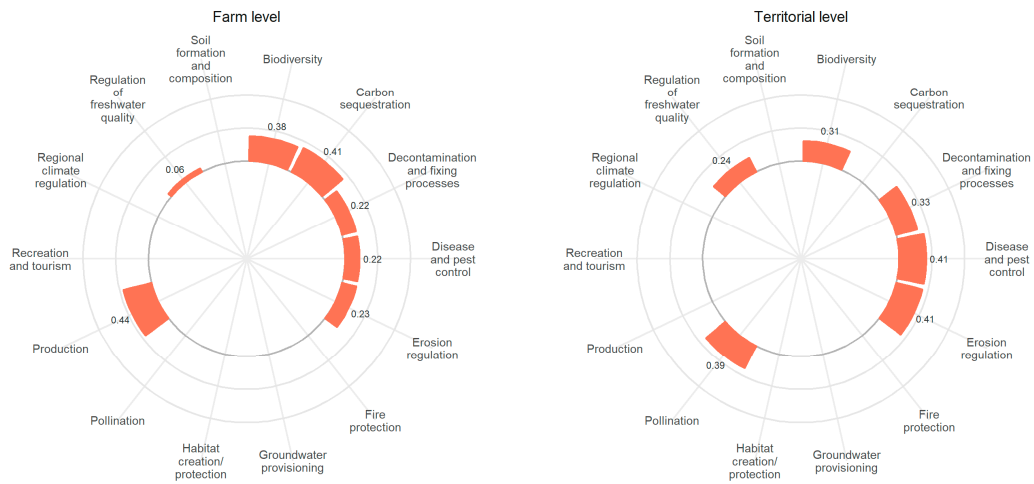 Farm level
Soil
formation
and
composition
Biodiversity
Carbon
sequestration
Decontamination
and fixing
processes
Disease
and pest
control
Erosion
regulation
Fire
protection
Groundwater
provisioning
Habitat
creation/
protection
Pollination
Production
Recreation
and tourism
Regional
climate
regulation
Regulation
of
freshwater
quality
0.38
0.41
0.22
0.22
0.23
0.44
0.06
Territorial level
Soil
formation
and
composition
Biodiversity
Carbon
sequestration
Decontamination
and fixing
processes
Disease
and pest
control
Erosion
regulation
Fire
protection
Groundwater
provisioning
Habitat
creation/
protection
Pollination
Production
Recreation
and tourism
Regional
climate
regulation
Regulation
of
freshwater
quality
0.31
0.33
0.41
0.41
0.39
0.24